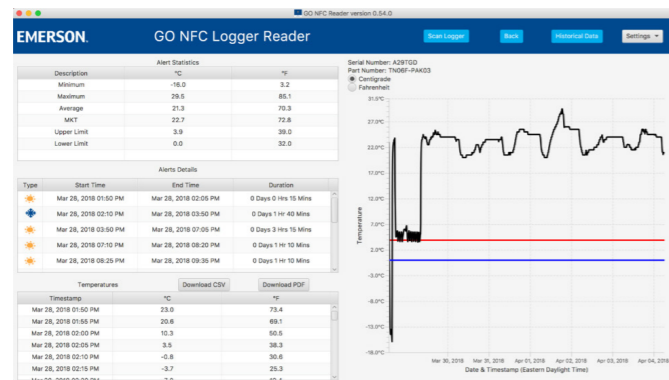 GO NFC Reader version 0.54.0
EMERSON.
GO NFC Logger Reader
Scan Logger
Back
Historical Data
Settings
Alert Statistics
Description °C °F
Minimum -16.0 3.2
Maximum 29.5 85.1
Average 21.3 70.3
MKT 22.7 72.8
Upper Limit 3.9 39.0
Lower Limit 0.0 32.0
Alerts Details
Type Start Time End Time Duration
Mar 28, 2018 01:50 PM Mar 28, 2018 02:05 PM 0 Days 0 Hrs 15 Mins
Mar 28, 2018 02:10 PM Mar 28, 2018 03:50 PM 0 Days 1 Hr 40 Mins
Mar 28, 2018 03:50 PM Mar 28, 2018 07:05 PM 0 Days 3 Hrs 15 Mins
Mar 28, 2018 07:10 PM Mar 28, 2018 08:20 PM 0 Days 1 Hr 10 Mins
Mar 28, 2018 08:25 PM Mar 28, 2018 09:35 PM 0 Days 1 Hr 10 Mins
Temperatures
Download CSV
Download PDF
Timestamp °C °F
Mar 28, 2018 01:50 PM 23.0 73.4
Mar 28, 2018 01:55 PM 20.6 69.1
Mar 28, 2018 02:00 PM 10.3 50.5
Mar 28, 2018 02:05 PM 3.5 38.3
Mar 28, 2018 02:10 PM -0.8 30.6
Mar 28, 2018 02:15 PM -3.7 25.3
Serial Number: A29TGD
Part Number: TN06F-PAK03
Centigrade
Fahrenheit
31.5°C
27.0°C
22.0°C
17.0°C
12.0°C
7.0°C
2.0°C
-3.0°C
-8.0°C
-13.0°C
-18.0°C
Temperature
Mar 30, 2018 Mar 31, 2018 Apr 01, 2018 Apr 02, 2018 Apr 03, 2018 Apr 04, 2018
Date & Timestamp (Eastern Daylight Time)